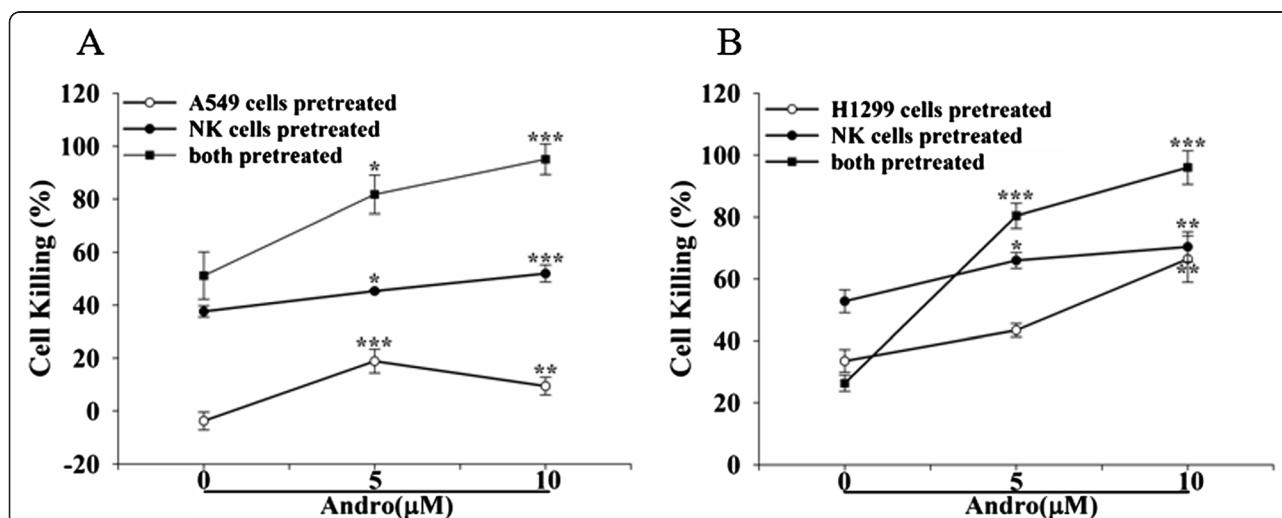 A
120
100
80
60
40
20
0
-20
Cell Killing (%)
A549 cells pretreated
NK cells pretreated
both pretreated
*
***
*
***
***
**
0 5 10
Andro(µM)
B
120
100
80
60
40
20
0
Cell Killing (%)
H1299 cells pretreated
NK cells pretreated
both pretreated
***
***
*
**
**
0 5 10
Andro(µM)